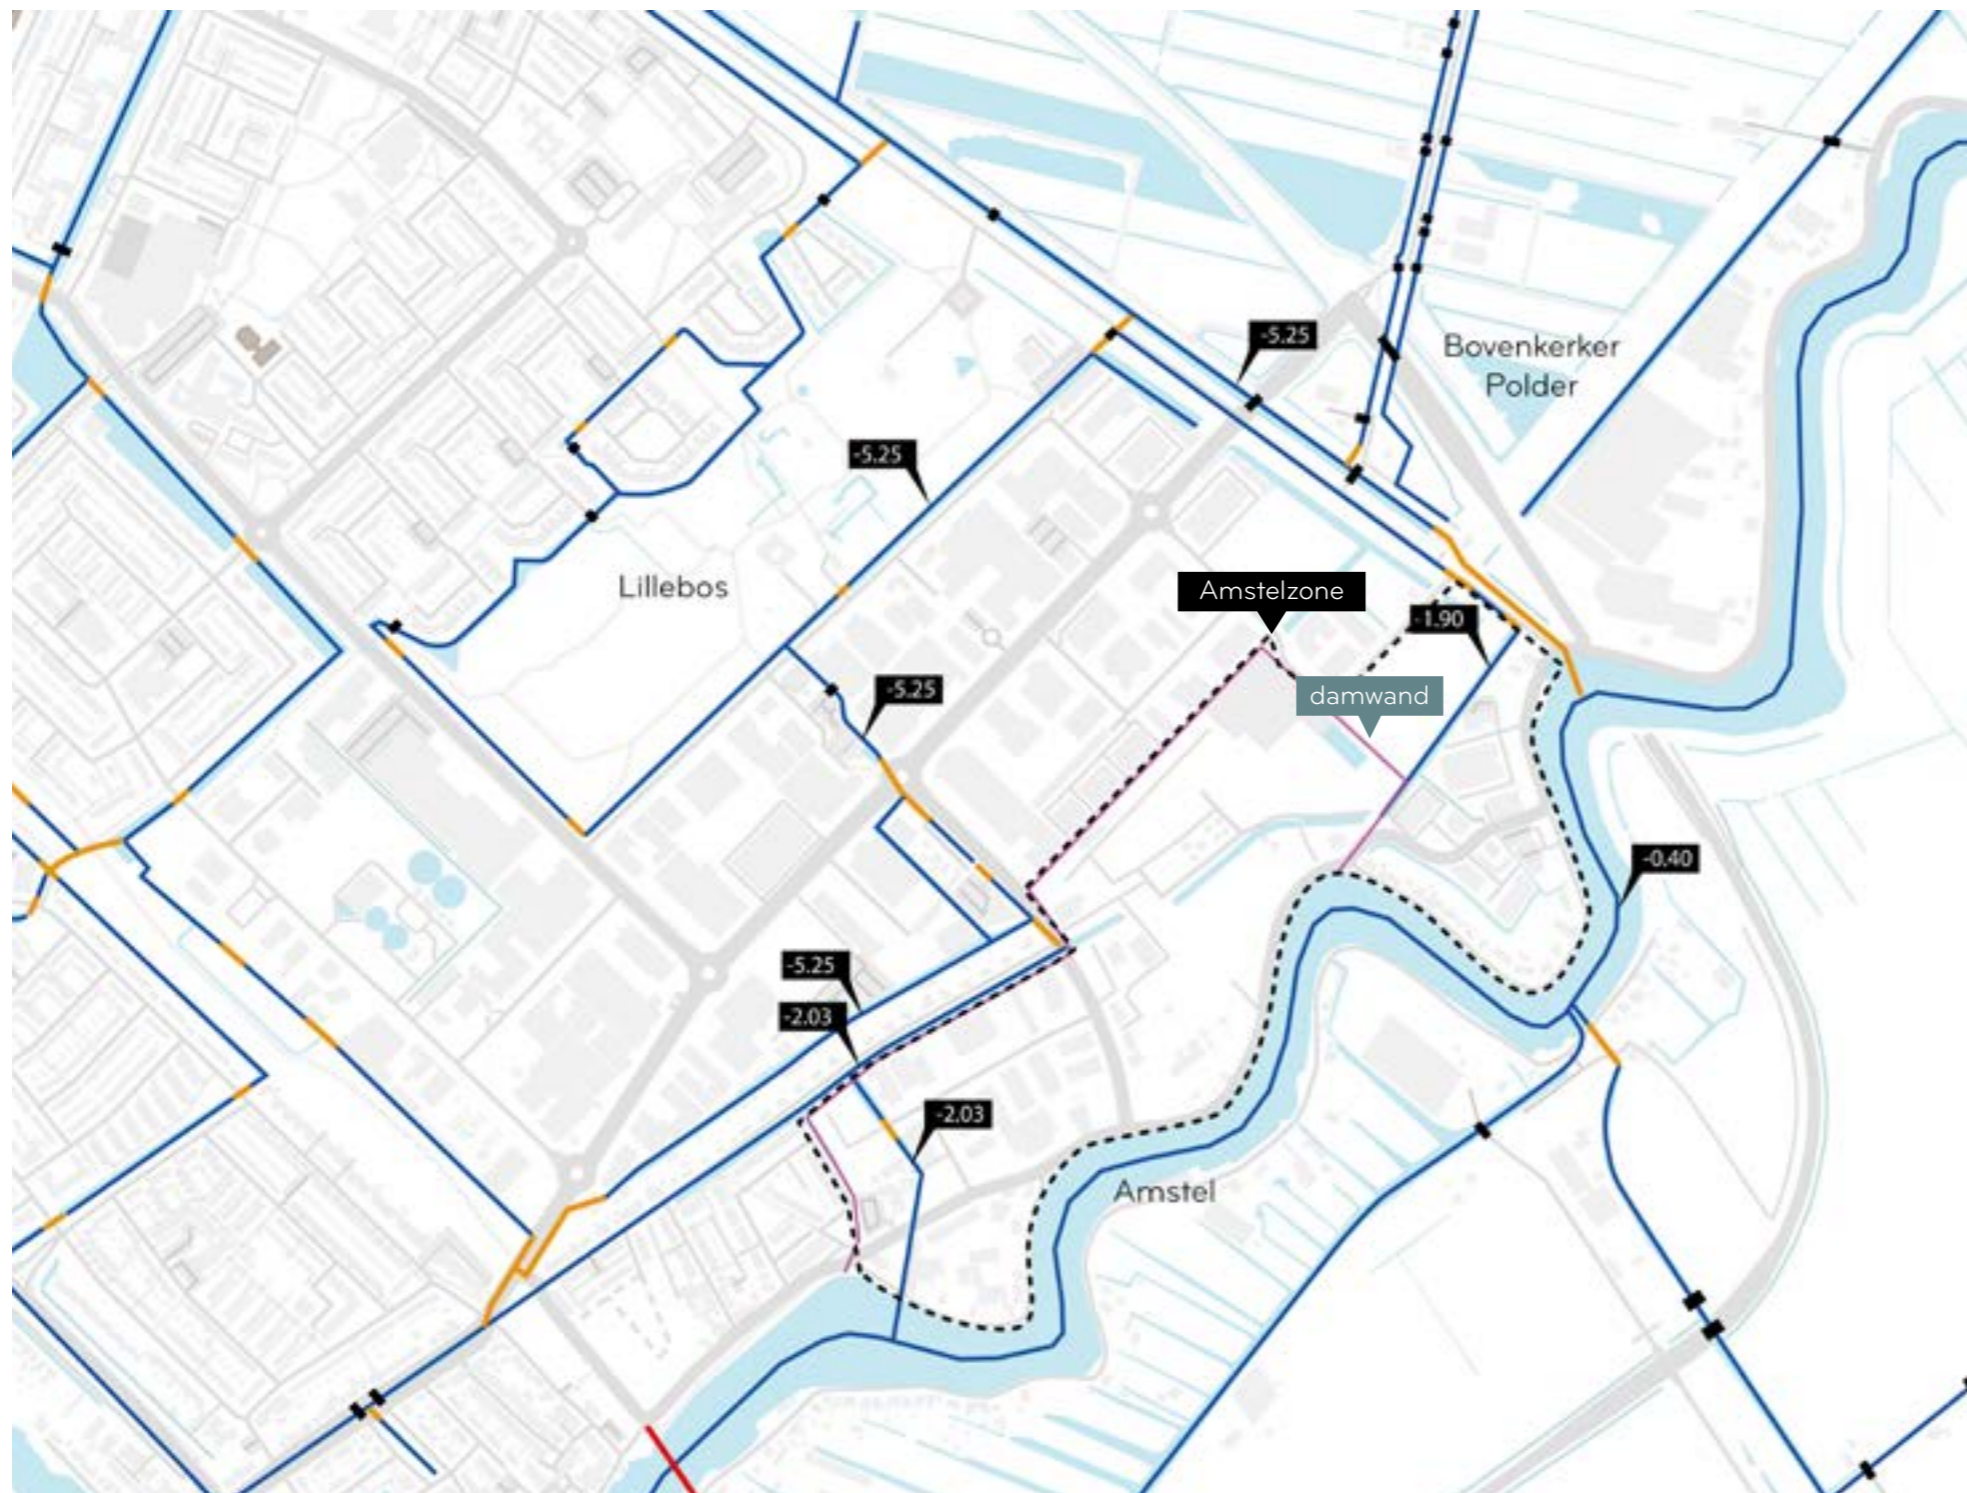 -5.25
Bovenkerker
Polder
-5.25
Lillebos
Amstelzone
-1.90
-5.25
damwand
-0.40
-5.25
-2.03
-2.03
Amstel